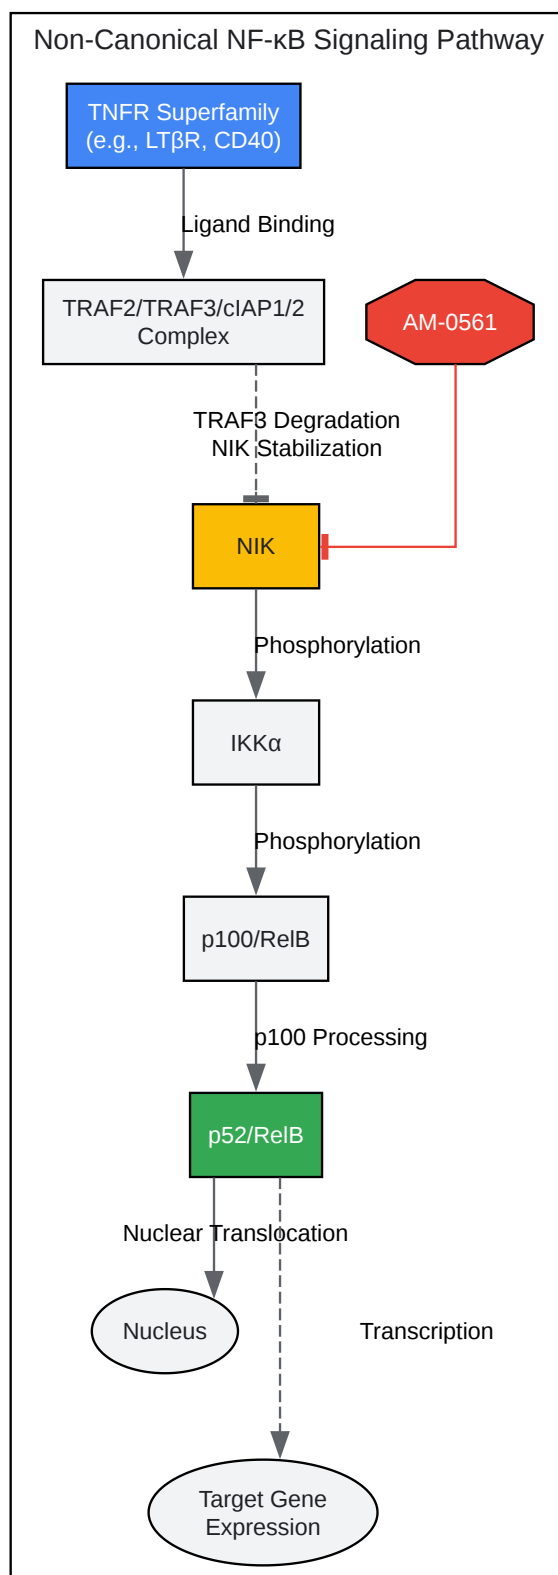 Non-Canonical NF-κB Signaling Pathway
TNFR Superfamily
(e.g., LTβR, CD40)
Ligand Binding
TRAF2/TRAF3/cIAP1/2
Complex
AM-0561
TRAF3 Degradation
NIK Stabilization
NIK
Phosphorylation
IKKα
Phosphorylation
p100/RelB
p100 Processing
p52/RelB
Nuclear Translocation
Nucleus
Transcription
Target Gene
Expression